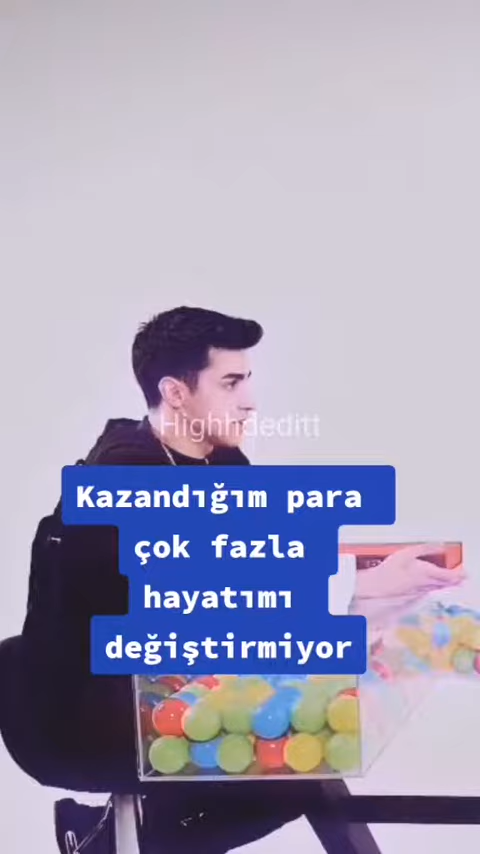 Highhdeditt
Kazandığım para
çok fazla
hayatımı
değiştirmiyor